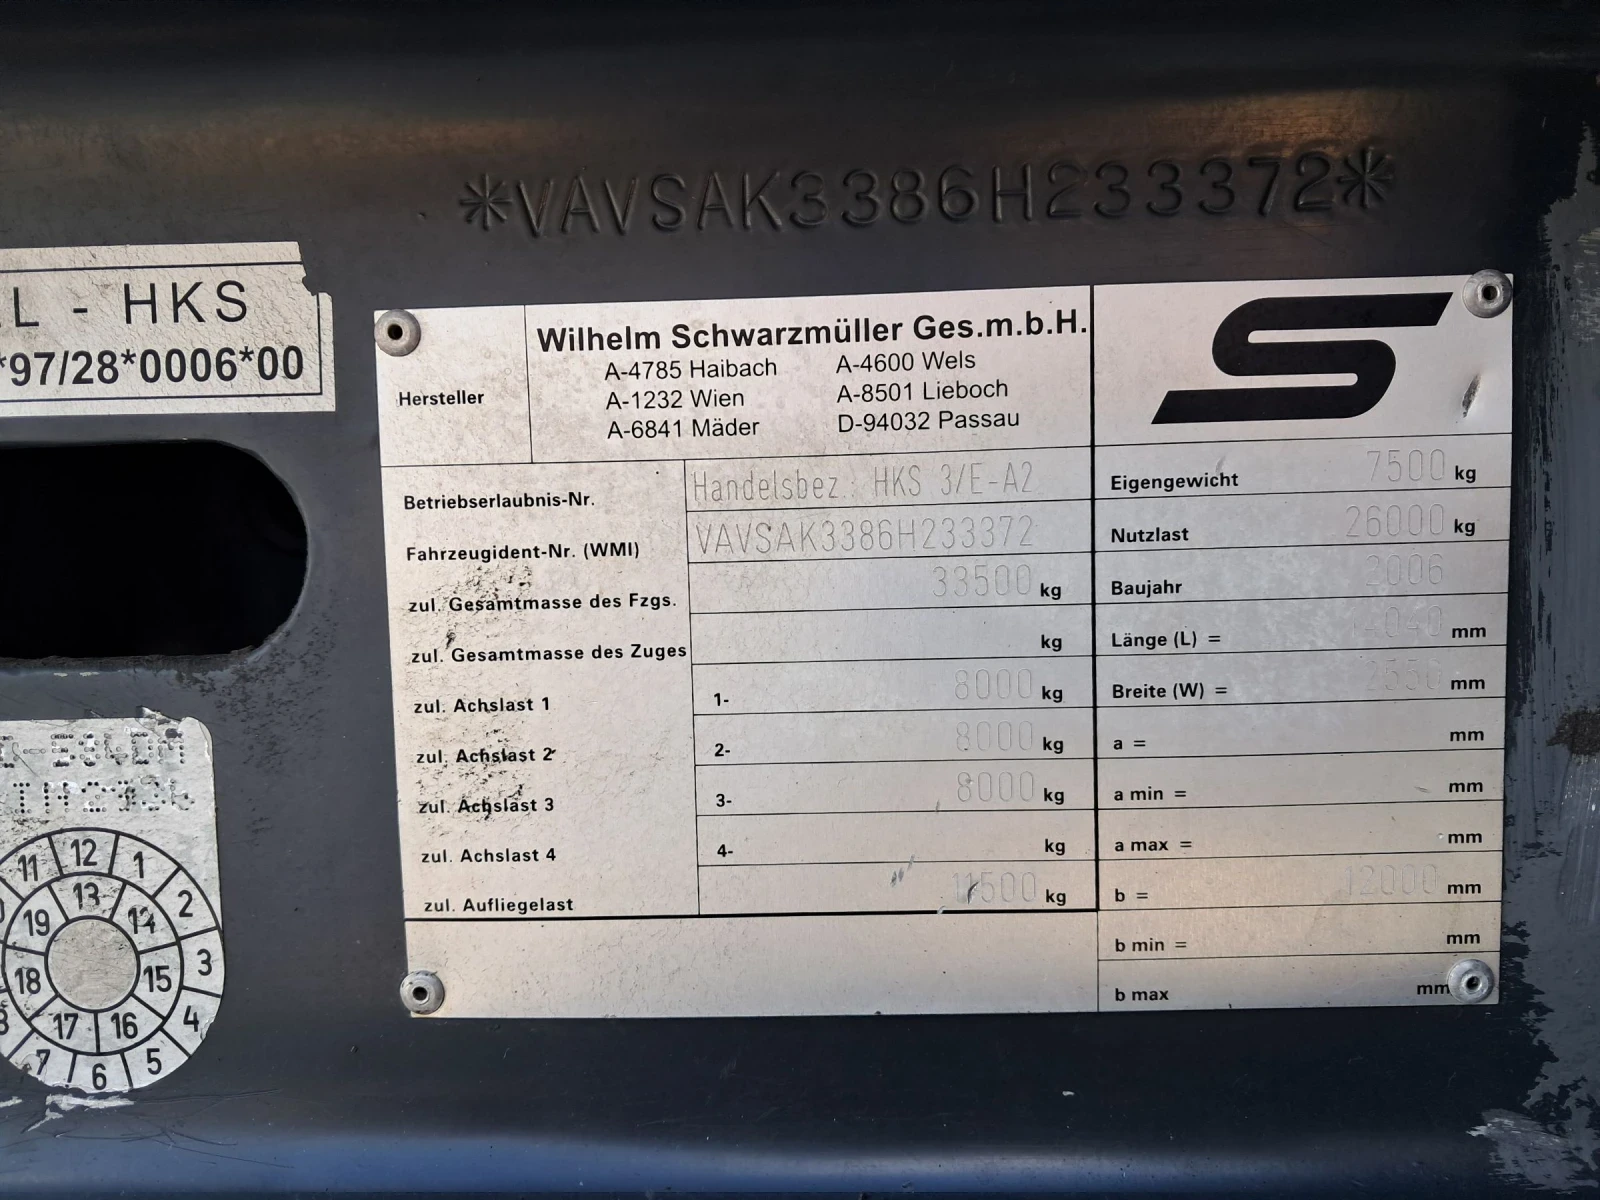 *VAVSAK3386H233372*
L - HKS
*97/28*0006*00
Hersteller
Wilhelm Schwarzmüller Ges.m.b.H.
A-4785 Haibach A-4600 Wels
A-1232 Wien A-8501 Lieboch
A-6841 Mäder D-94032 Passau
S
Betriebserlaubnis-Nr. Handelsbez.: HKS 3/E-A2
Fahrzeugident-Nr. (WMI) VAVSAK3386H233372
zul. Gesamtmasse des Fzgs. 33500 kg
zul. Gesamtmasse des Zuges kg
zul. Achslast 1 1- 8000 kg
zul. Achslast 2 2- 8000 kg
zul. Achslast 3 3- 8000 kg
zul. Achslast 4 4- kg
zul. Aufliegelast 11500 kg
Eigengewicht 7500 kg
Nutzlast 26000 kg
Baujahr 2006
Länge (L) = 14040 mm
Breite (W) = 2550 mm
a = mm
a min = mm
a max = mm
b = 12000 mm
b min = mm
b max mm
11 12 1 2 3 4 5 6 7
13 14 15 16 17 18 19